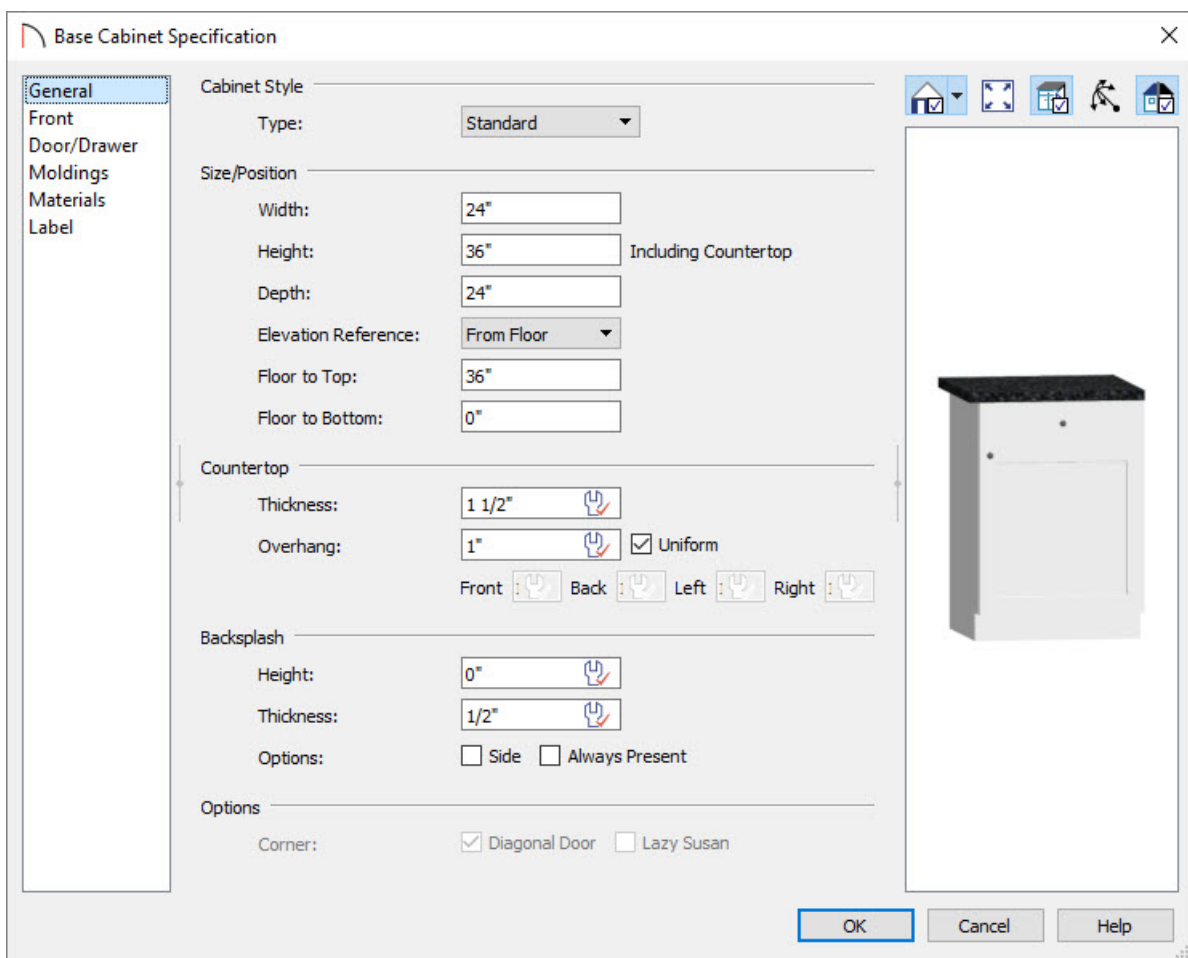 Base Cabinet Specification
General
Front
Door/Drawer
Moldings
Materials
Label
Cabinet Style
Type: Standard
Size/Position
Width: 24"
Height: 36" Including Countertop
Depth: 24"
Elevation Reference: From Floor
Floor to Top: 36"
Floor to Bottom: 0"
Countertop
Thickness: 1 1/2"
Overhang: 1" Uniform
Front Back Left Right
Backsplash
Height: 0"
Thickness: 1/2"
Options: Side Always Present
Options
Corner: Diagonal Door Lazy Susan
OK Cancel Help